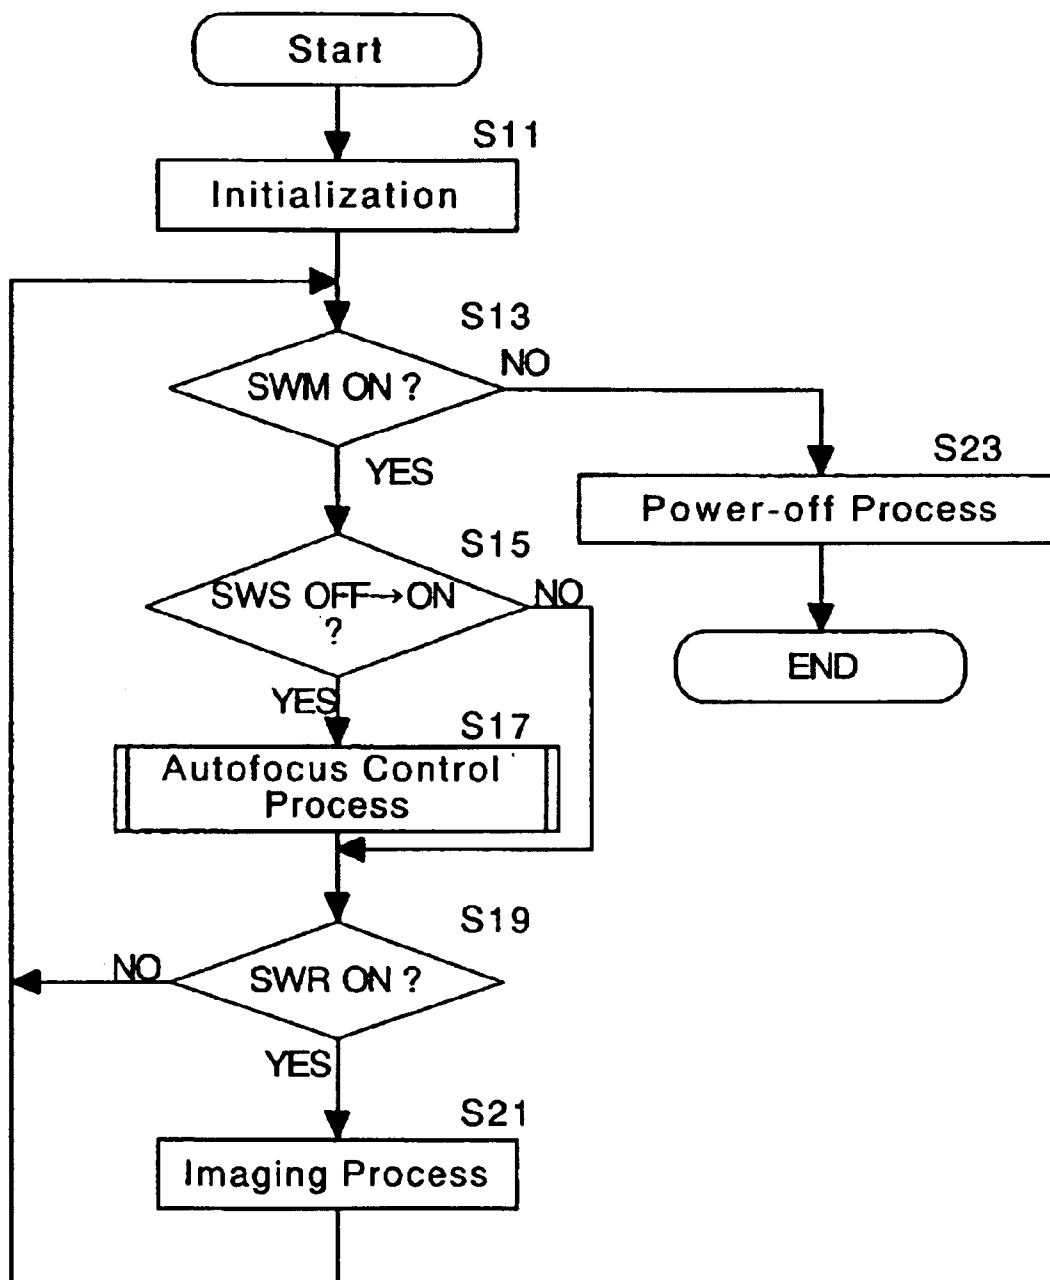 Start
S11
Initialization
S13
SWM ON ?
NO
YES
S23
Power-off Process
S15
SWS OFF→ON
?
NO
END
YES
S17
Autofocus Control
Process
S19
SWR ON ?
NO
YES
S21
Imaging Process